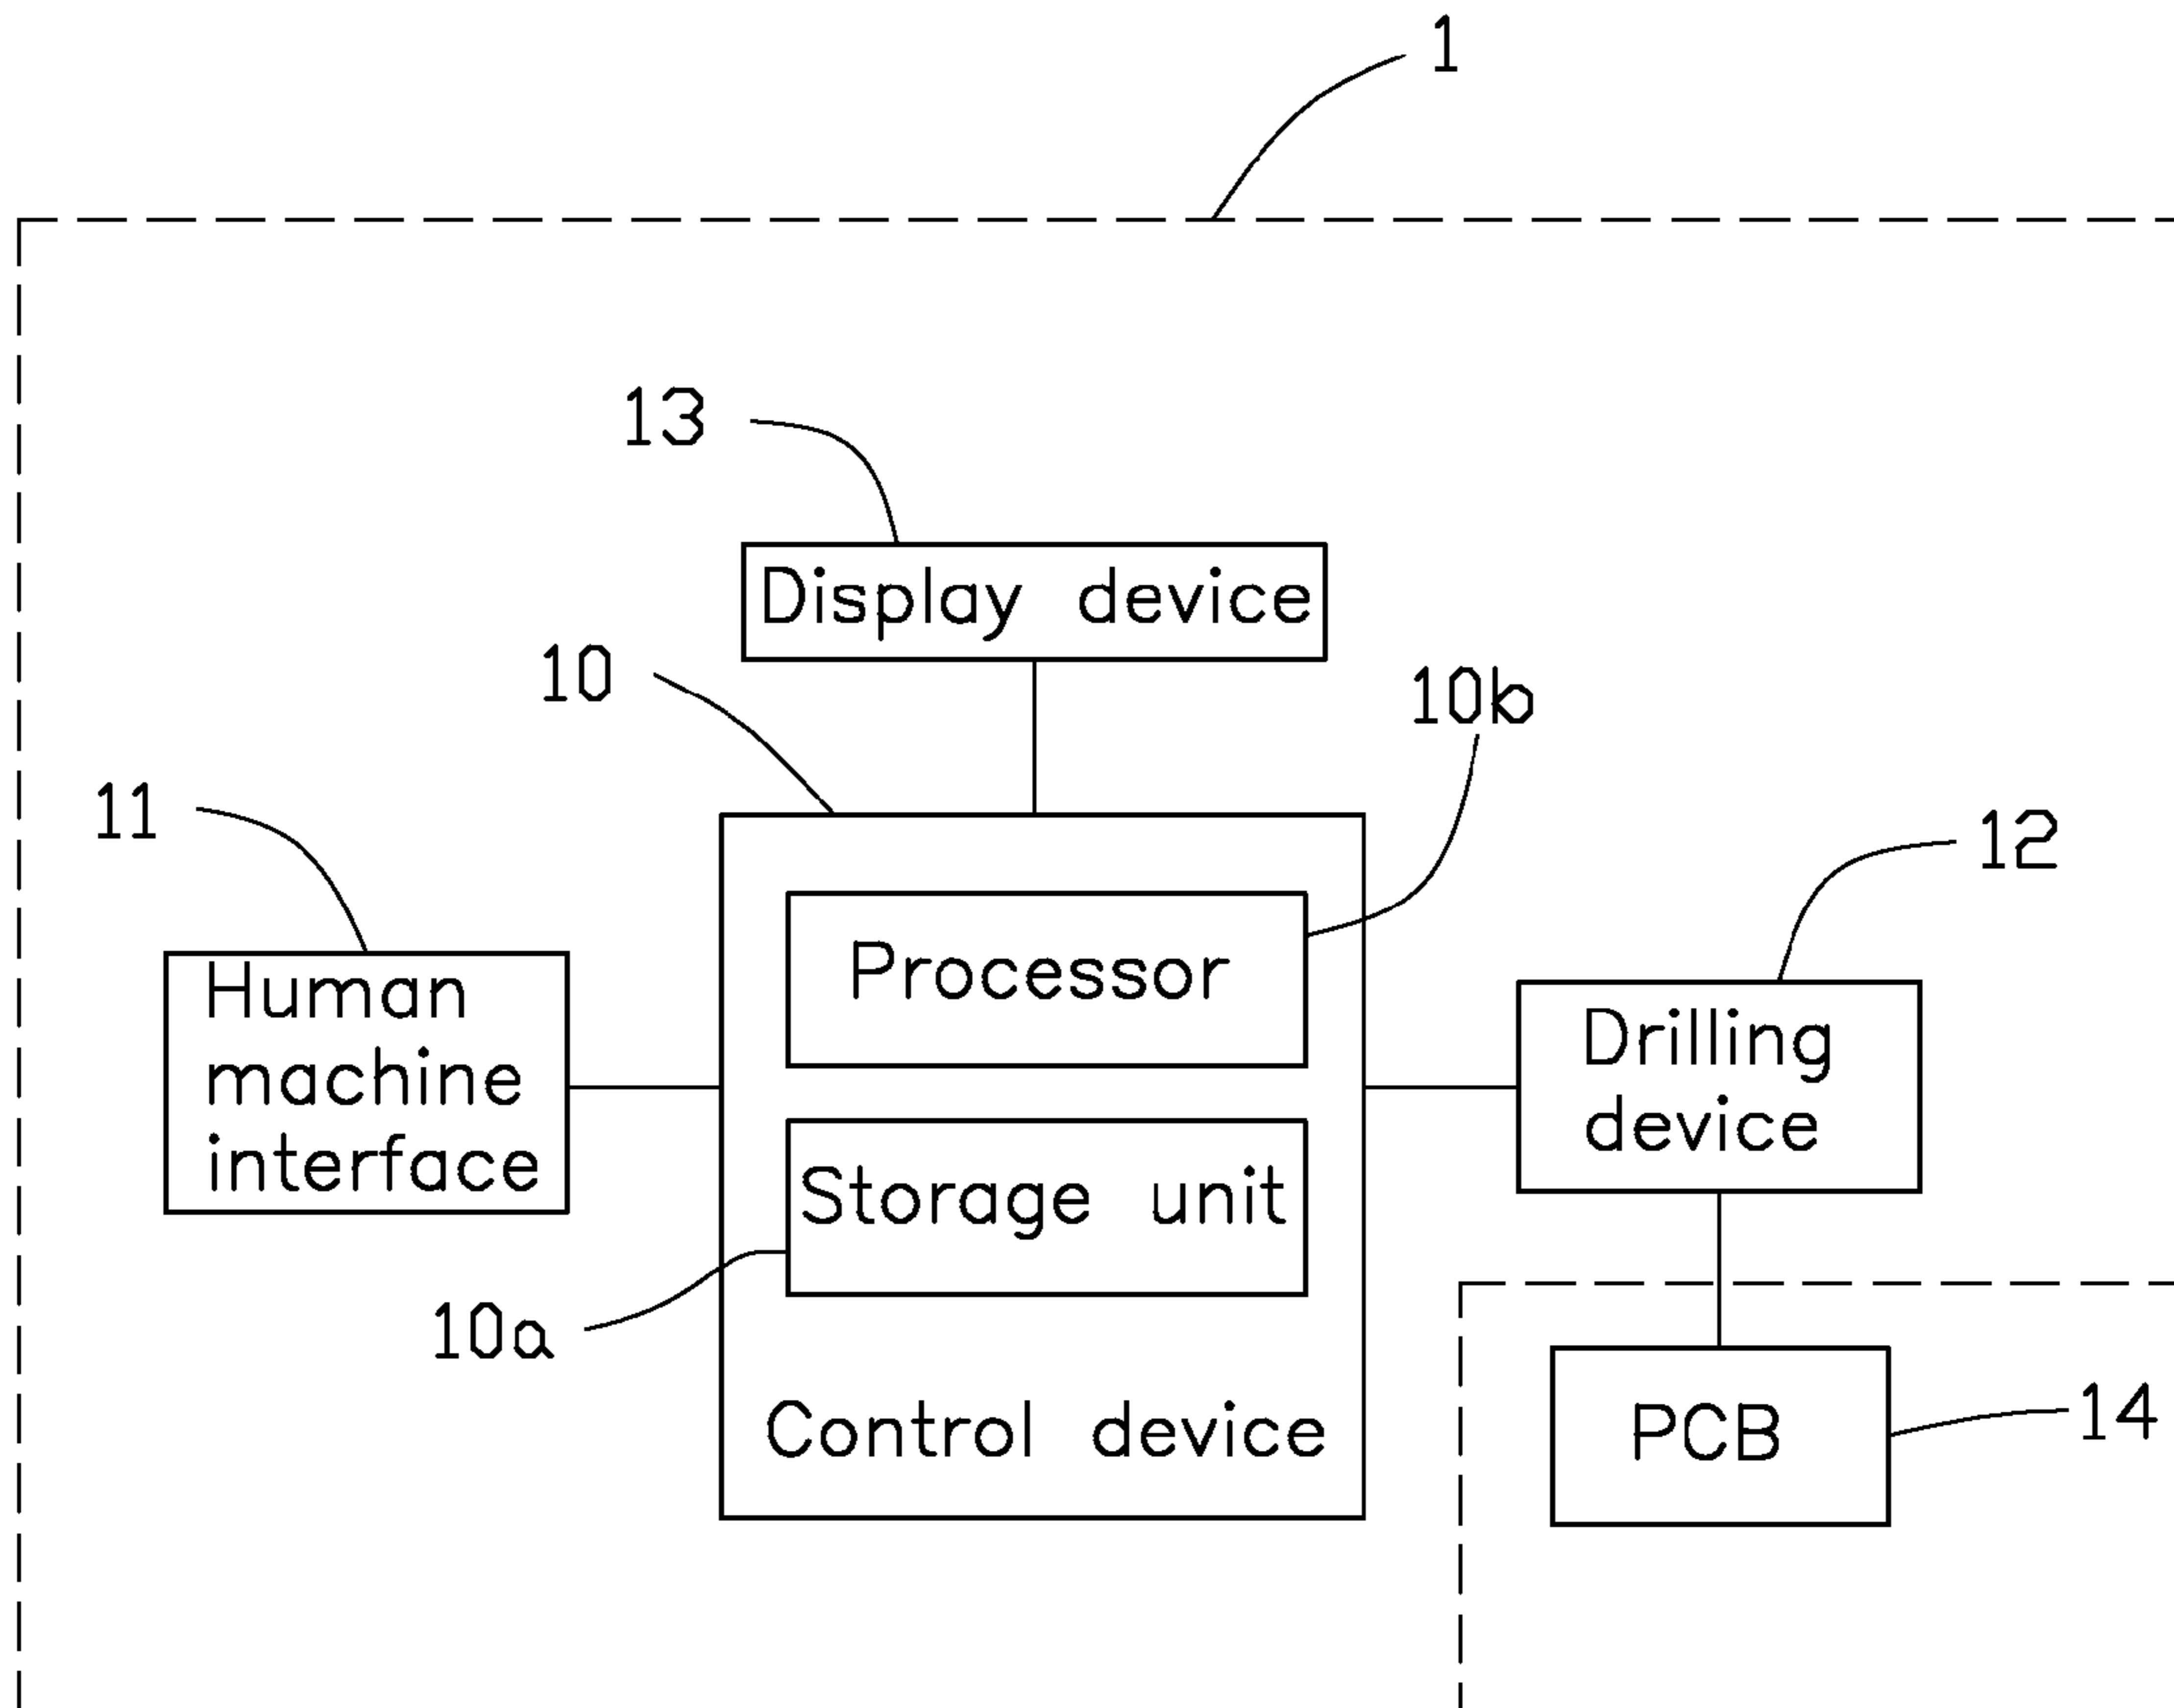 1
13
Display device
10
10b
11
12
Human
machine
interface
Processor
Drilling
device
Storage unit
10a
Control device
PCB
14